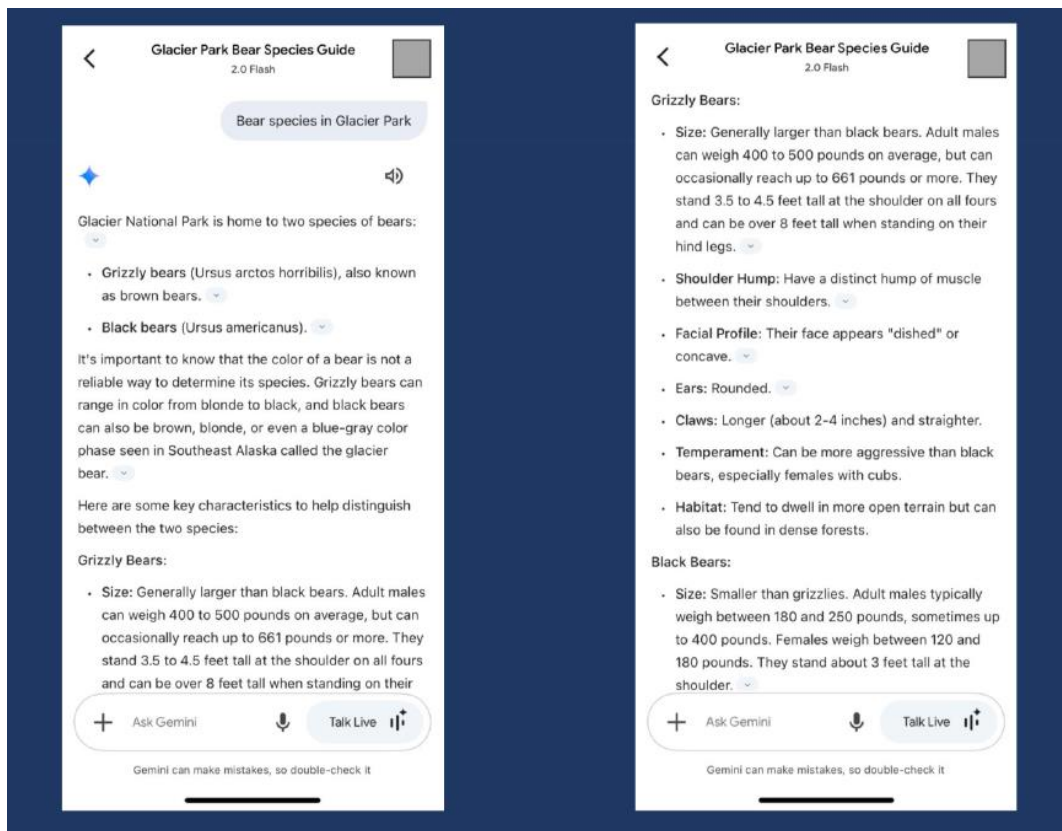 Glacier Park Bear Species Guide
2.0 Flash
Bear species in Glacier Park
Glacier National Park is home to two species of bears:
• Grizzly bears (Ursus arctos horribilis), also known
as brown bears.
• Black bears (Ursus americanus).
It's important to know that the color of a bear is not a
reliable way to determine its species. Grizzly bears can
range in color from blonde to black, and black bears
can also be brown, blonde, or even a blue-gray color
phase seen in Southeast Alaska called the glacier
bear.
Here are some key characteristics to help distinguish
between the two species:
Grizzly Bears:
• Size: Generally larger than black bears. Adult males
can weigh 400 to 500 pounds on average, but can
occasionally reach up to 661 pounds or more. They
stand 3.5 to 4.5 feet tall at the shoulder on all fours
and can be over 8 feet tall when standing on their
Ask Gemini
Talk Live
Gemini can make mistakes, so double-check it
Glacier Park Bear Species Guide
2.0 Flash
Grizzly Bears:
• Size: Generally larger than black bears. Adult males
can weigh 400 to 500 pounds on average, but can
occasionally reach up to 661 pounds or more. They
stand 3.5 to 4.5 feet tall at the shoulder on all fours
and can be over 8 feet tall when standing on their
hind legs.
• Shoulder Hump: Have a distinct hump of muscle
between their shoulders.
• Facial Profile: Their face appears "dished" or
concave.
• Ears: Rounded.
• Claws: Longer (about 2-4 inches) and straighter.
• Temperament: Can be more aggressive than black
bears, especially females with cubs.
• Habitat: Tend to dwell in more open terrain but can
also be found in dense forests.
Black Bears:
• Size: Smaller than grizzlies. Adult males typically
weigh between 180 and 250 pounds, sometimes up
to 400 pounds. Females weigh between 120 and
180 pounds. They stand about 3 feet tall at the
shoulder.
Ask Gemini
Talk Live
Gemini can make mistakes, so double-check it